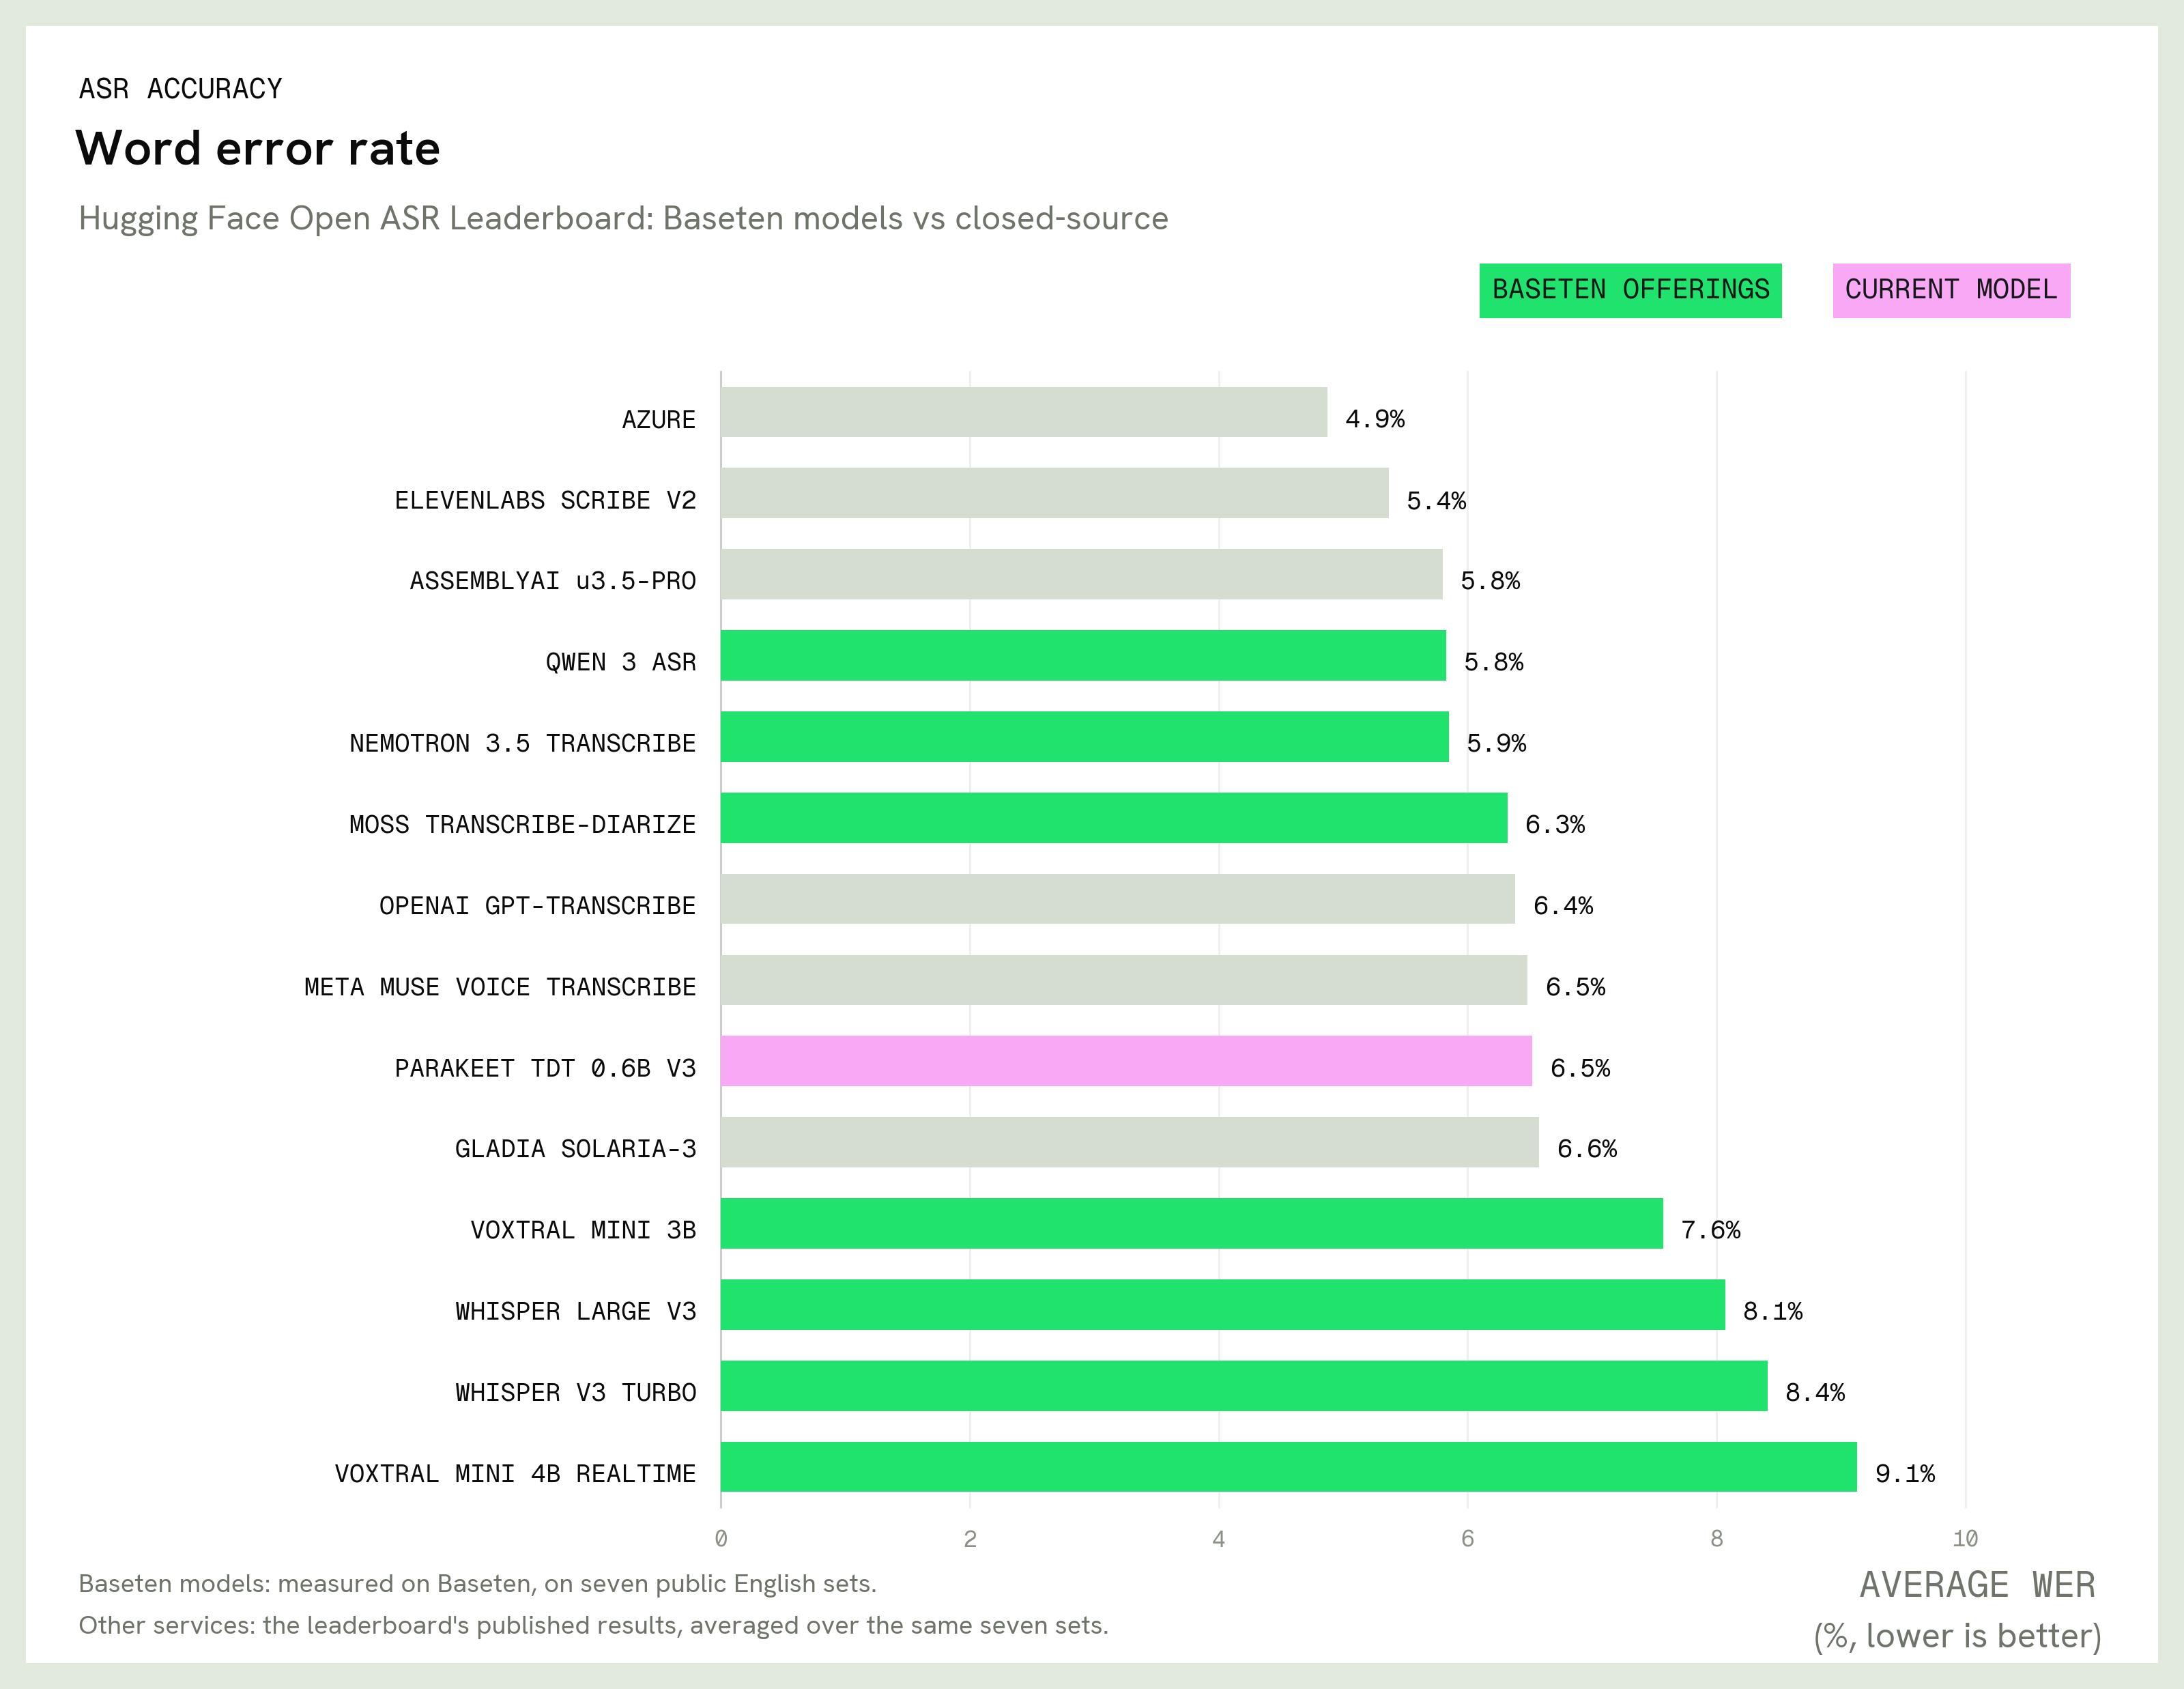 ASR ACCURACY
Word error rate
Hugging Face Open ASR Leaderboard: Baseten models vs closed-source
BASETEN OFFERINGS CURRENT MODEL
AZURE 4.9%
ELEVENLABS SCRIBE V2 5.4%
ASSEMBLYAI u3.5-PRO 5.8%
QWEN 3 ASR 5.8%
NEMOTRON 3.5 TRANSCRIBE 5.9%
MOSS TRANSCRIBE-DIARIZE 6.3%
OPENAI GPT-TRANSCRIBE 6.4%
META MUSE VOICE TRANSCRIBE 6.5%
PARAKEET TDT 0.6B V3 6.5%
GLADIA SOLARIA-3 6.6%
VOXTRAL MINI 3B 7.6%
WHISPER LARGE V3 8.1%
WHISPER V3 TURBO 8.4%
VOXTRAL MINI 4B REALTIME 9.1%
0 2 4 6 8 10
Baseten models: measured on Baseten, on seven public English sets.
Other services: the leaderboard's published results, averaged over the same seven sets.
AVERAGE WER
(%, lower is better)